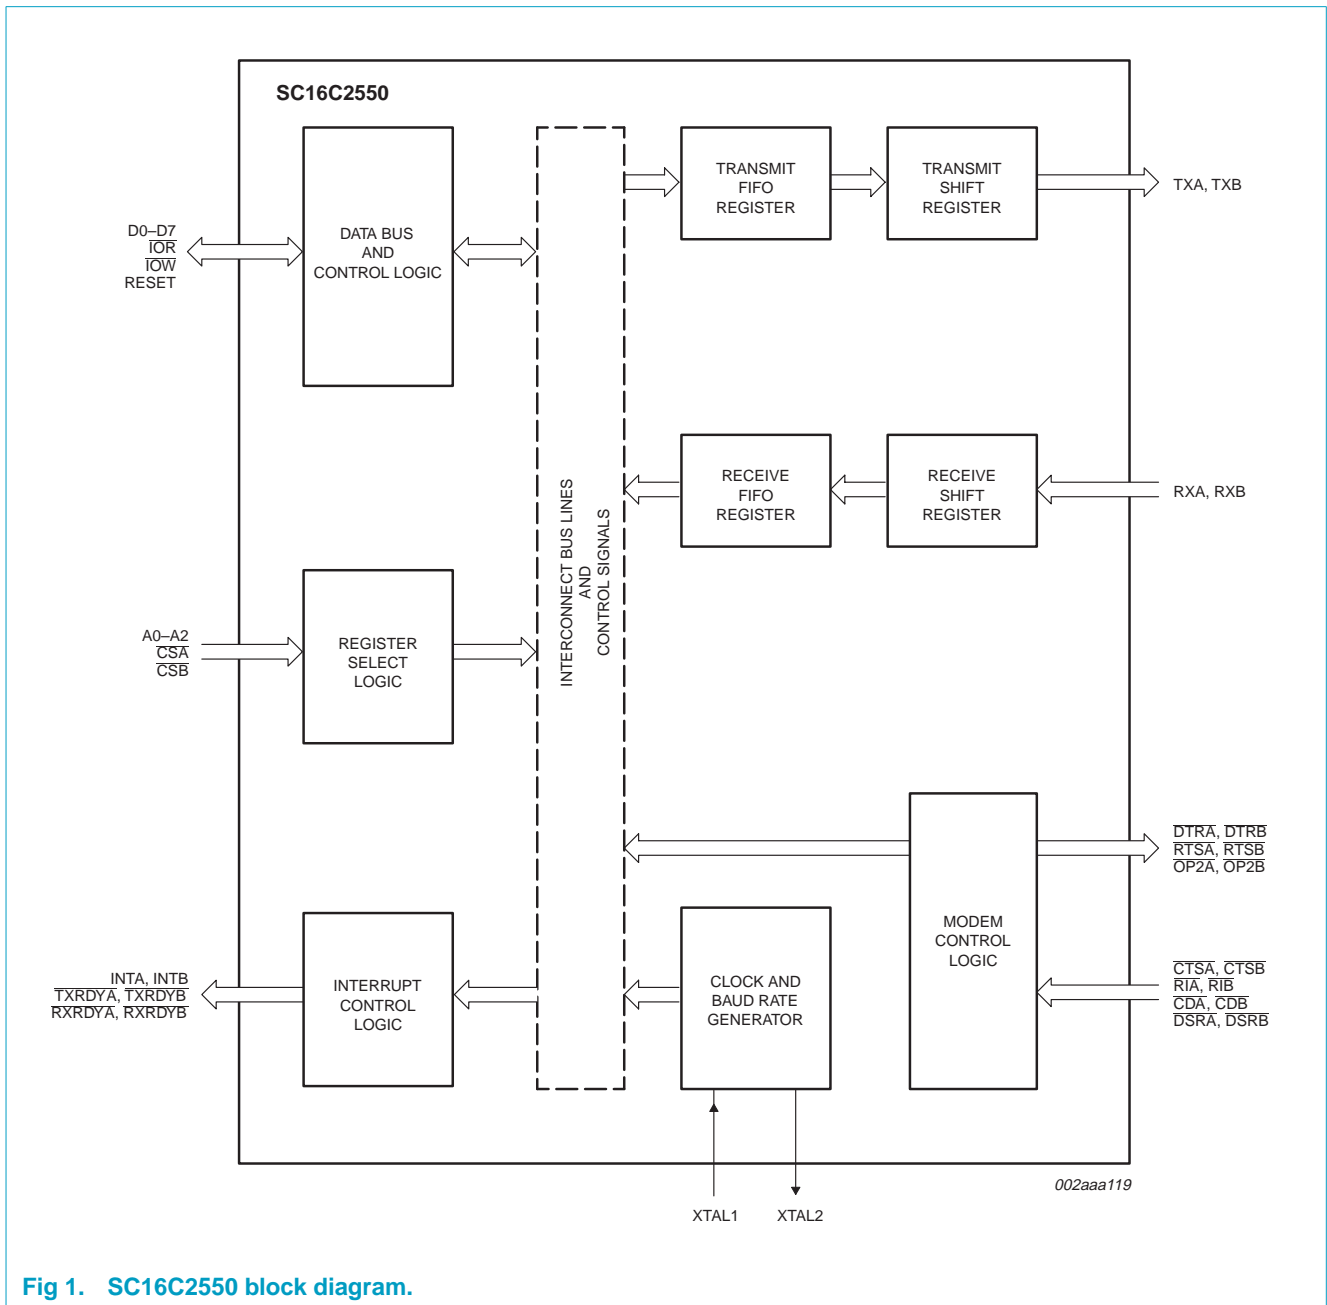 SC16C2550
D0–D7
IOR
IOW
RESET
DATA BUS
AND
CONTROL LOGIC
TRANSMIT
FIFO
REGISTER
TRANSMIT
SHIFT
REGISTER
TXA, TXB
INTERCONNECT BUS LINES
AND
CONTROL SIGNALS
RECEIVE
FIFO
REGISTER
RECEIVE
SHIFT
REGISTER
RXA, RXB
A0–A2
CSA
CSB
REGISTER
SELECT
LOGIC
DTRA, DTRB
RTSA, RTSB
OP2A, OP2B
MODEM
CONTROL
LOGIC
INTA, INTB
TXRDYA, TXRDYB
RXRDYA, RXRDYB
INTERRUPT
CONTROL
LOGIC
CLOCK AND
BAUD RATE
GENERATOR
CTSA, CTSB
RIA, RIB
CDA, CDB
DSRA, DSRB
002aaa119
XTAL1 XTAL2
Fig 1. SC16C2550 block diagram.